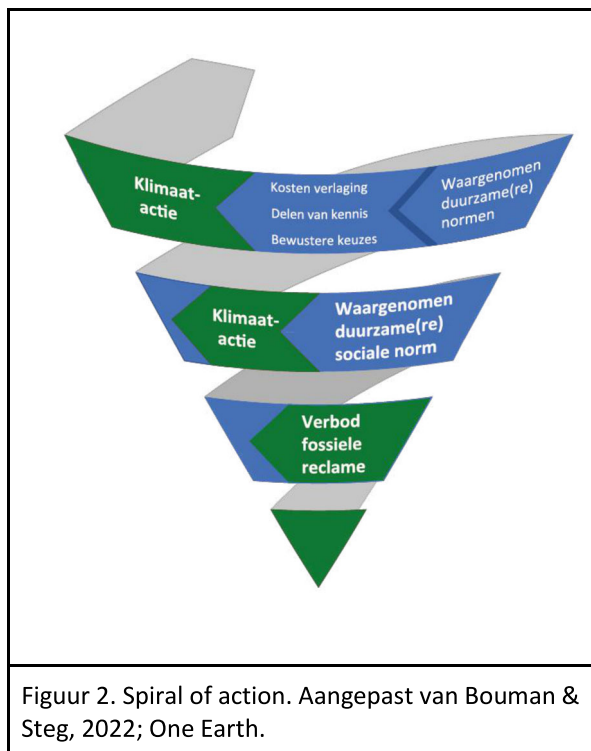 Klimaat-
actie
Kosten verlaging
Delen van kennis
Bewustere keuzes
Waargenomen
duurzame(re)
normen
Klimaat-
actie
Waargenomen
duurzame(re)
sociale norm
Verbod
fossiele
reclame
Figuur 2. Spiral of action. Aangepast van Bouman &
Steg, 2022; One Earth.